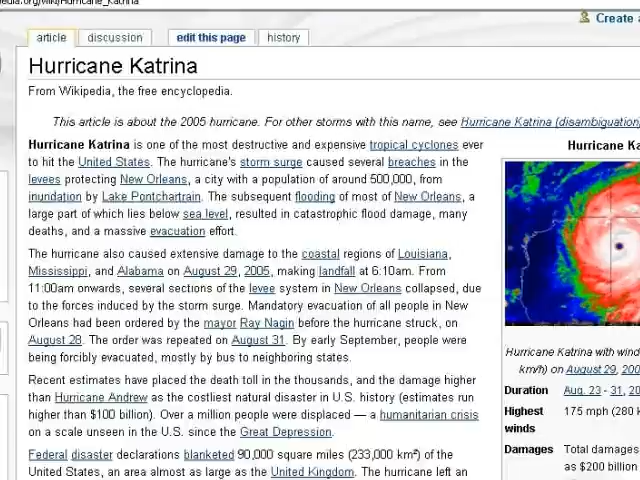 Create a
article
discussion
edit this page
history
Hurricane Katrina
From Wikipedia, the free encyclopedia.
This article is about the 2005 hurricane. For other storms with this name, see Hurricane Katrina (disambiguation)
Hurricane Katrina is one of the most destructive and expensive tropical cyclones ever
to hit the United States. The hurricane's storm surge caused several breaches in the
levees protecting New Orleans, a city with a population of around 500,000, from
inundation by Lake Pontchartrain. The subsequent flooding of most of New Orleans, a
large part of which lies below sea level, resulted in catastrophic flood damage, many
deaths, and a massive evacuation effort.
The hurricane also caused extensive damage to the coastal regions of Louisiana,
Mississippi, and Alabama on August 29, 2005, making landfall at 6:10am. From
11:00am onwards, several sections of the levee system in New Orleans collapsed, due
to the forces induced by the storm surge. Mandatory evacuation of all people in New
Orleans had been ordered by the mayor Ray Nagin before the hurricane struck, on
August 28. The order was repeated on August 31. By early September, people were
being forcibly evacuated, mostly by bus to neighboring states.
Recent estimates have placed the death toll in the thousands, and the damage higher
than Hurricane Andrew as the costliest natural disaster in U.S. history (estimates run
higher than $100 billion). Over a million people were displaced — a humanitarian crisis
on a scale unseen in the U.S. since the Great Depression.
Federal disaster declarations blanketed 90,000 square miles (233,000 km²) of the
United States, an area almost as large as the United Kingdom. The hurricane left an
Hurricane Ka
Hurricane Katrina with wind
km/h) on August 29, 200
Duration Aug. 23 - 31, 20
Highest 175 mph (280 k
winds
Damages Total damages
as $200 billion